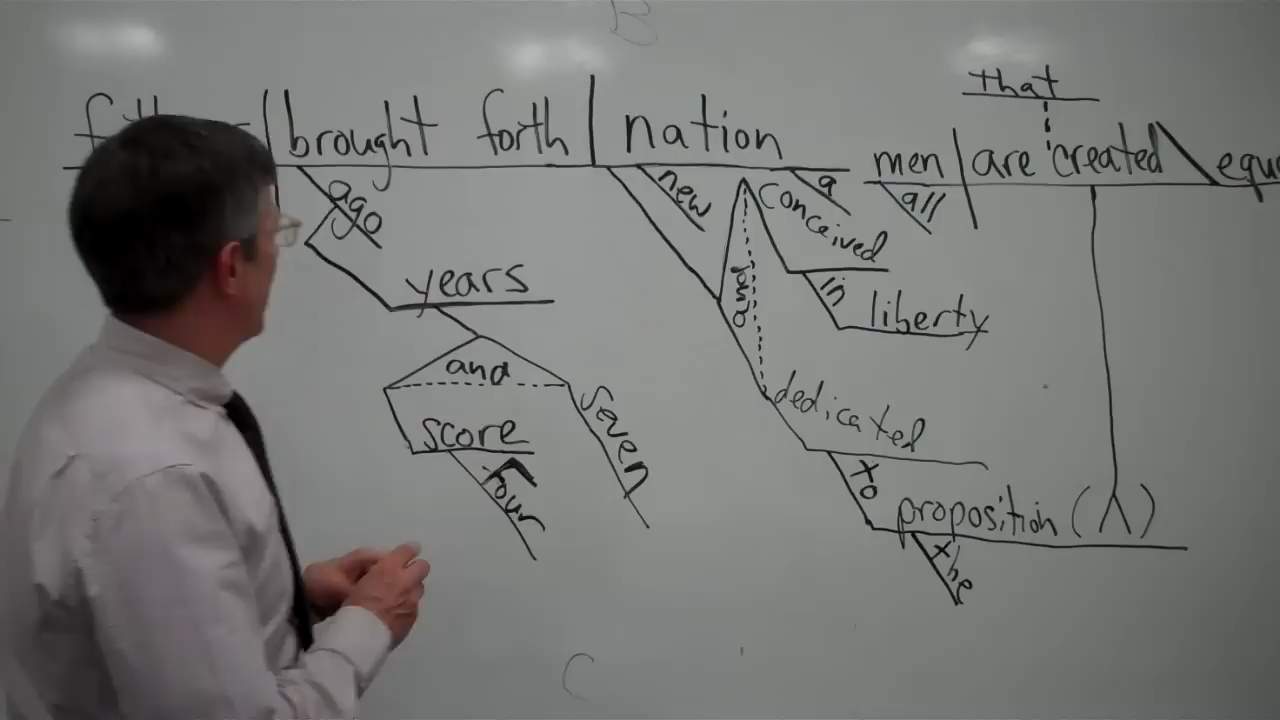 B
that
brought forth nation men are created
ago new a all
conceived
years and in liberty
and dedicated
score seven
four to proposition ( )
the
C